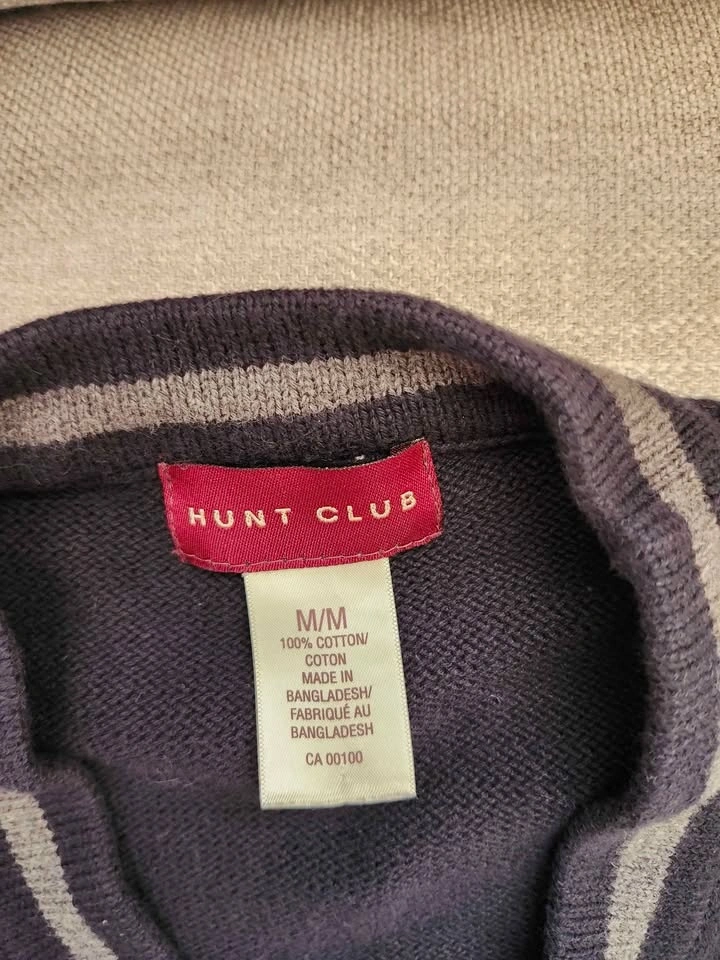 HUNT CLUB
M/M
100% COTTON/
COTON
MADE IN
BANGLADESH/
FABRIQUÉ AU
BANGLADESH
CA 00100